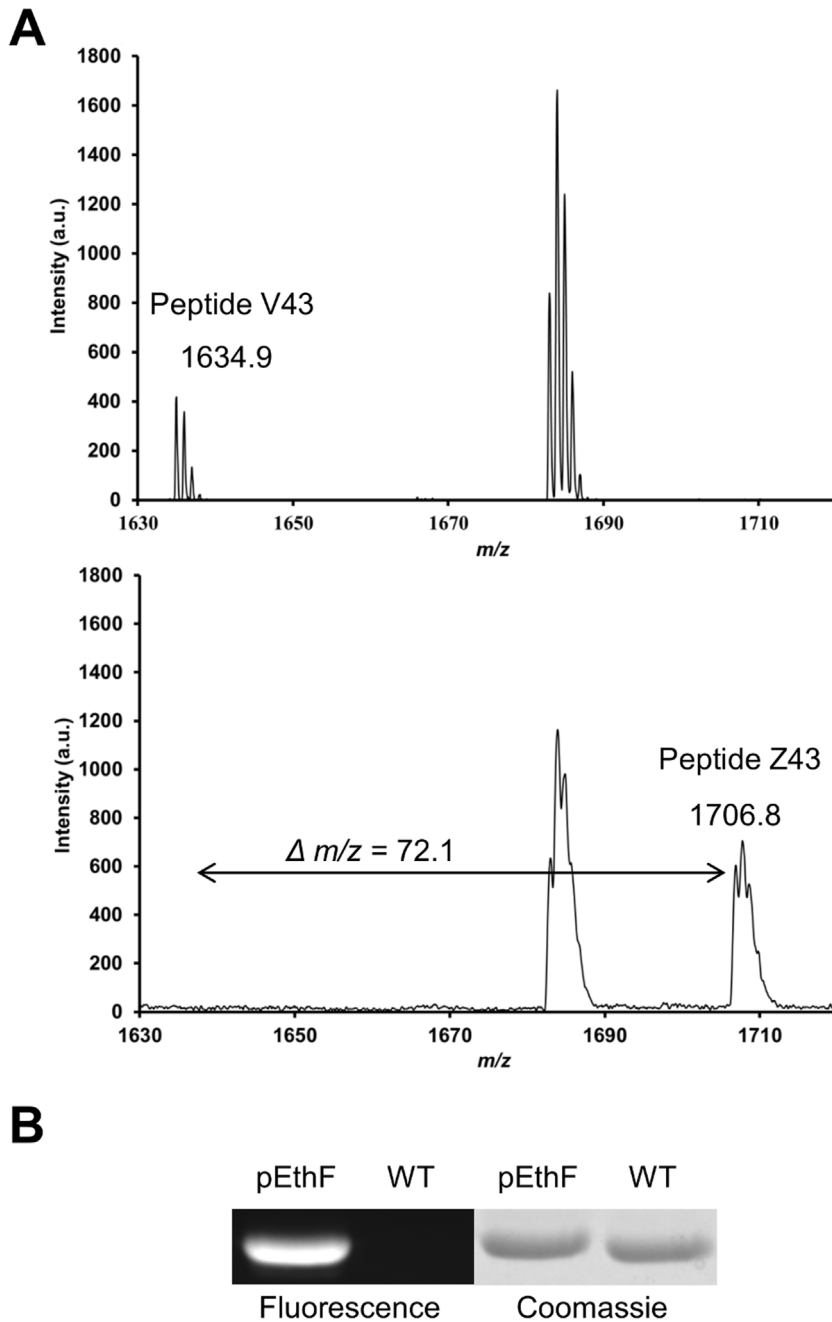 A
1800
1600
1400
1200
1000
800
600
400
200
0
Intensity (a.u.)
Peptide V43
1634.9
1630 1650 1670 1690 1710
m/z
1800
1600
1400
1200
1000
800
600
400
200
0
Intensity (a.u.)
Peptide Z43
1706.8
Δ m/z = 72.1
1630 1650 1670 1690 1710
m/z
B
pEthF WT pEthF WT
Fluorescence Coomassie